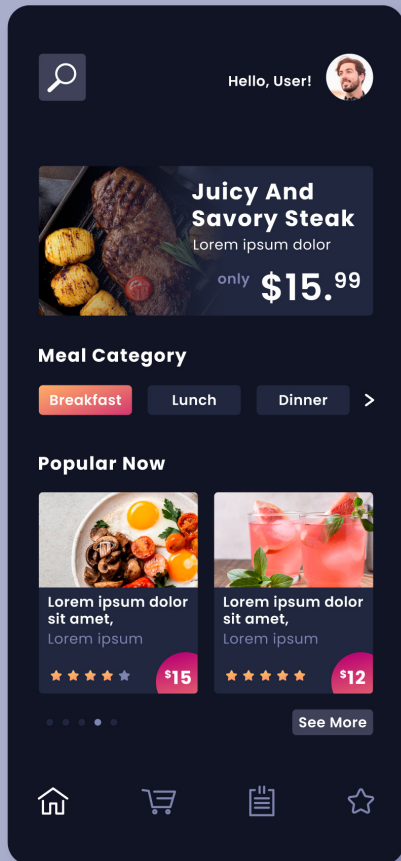 Hello, User!
Juicy And
Savory Steak
Lorem ipsum dolor
only $15.99
Meal Category
Breakfast Lunch Dinner
Popular Now
Lorem ipsum dolor
sit amet,
Lorem ipsum
$15
Lorem ipsum dolor
sit amet,
Lorem ipsum
$12
See More